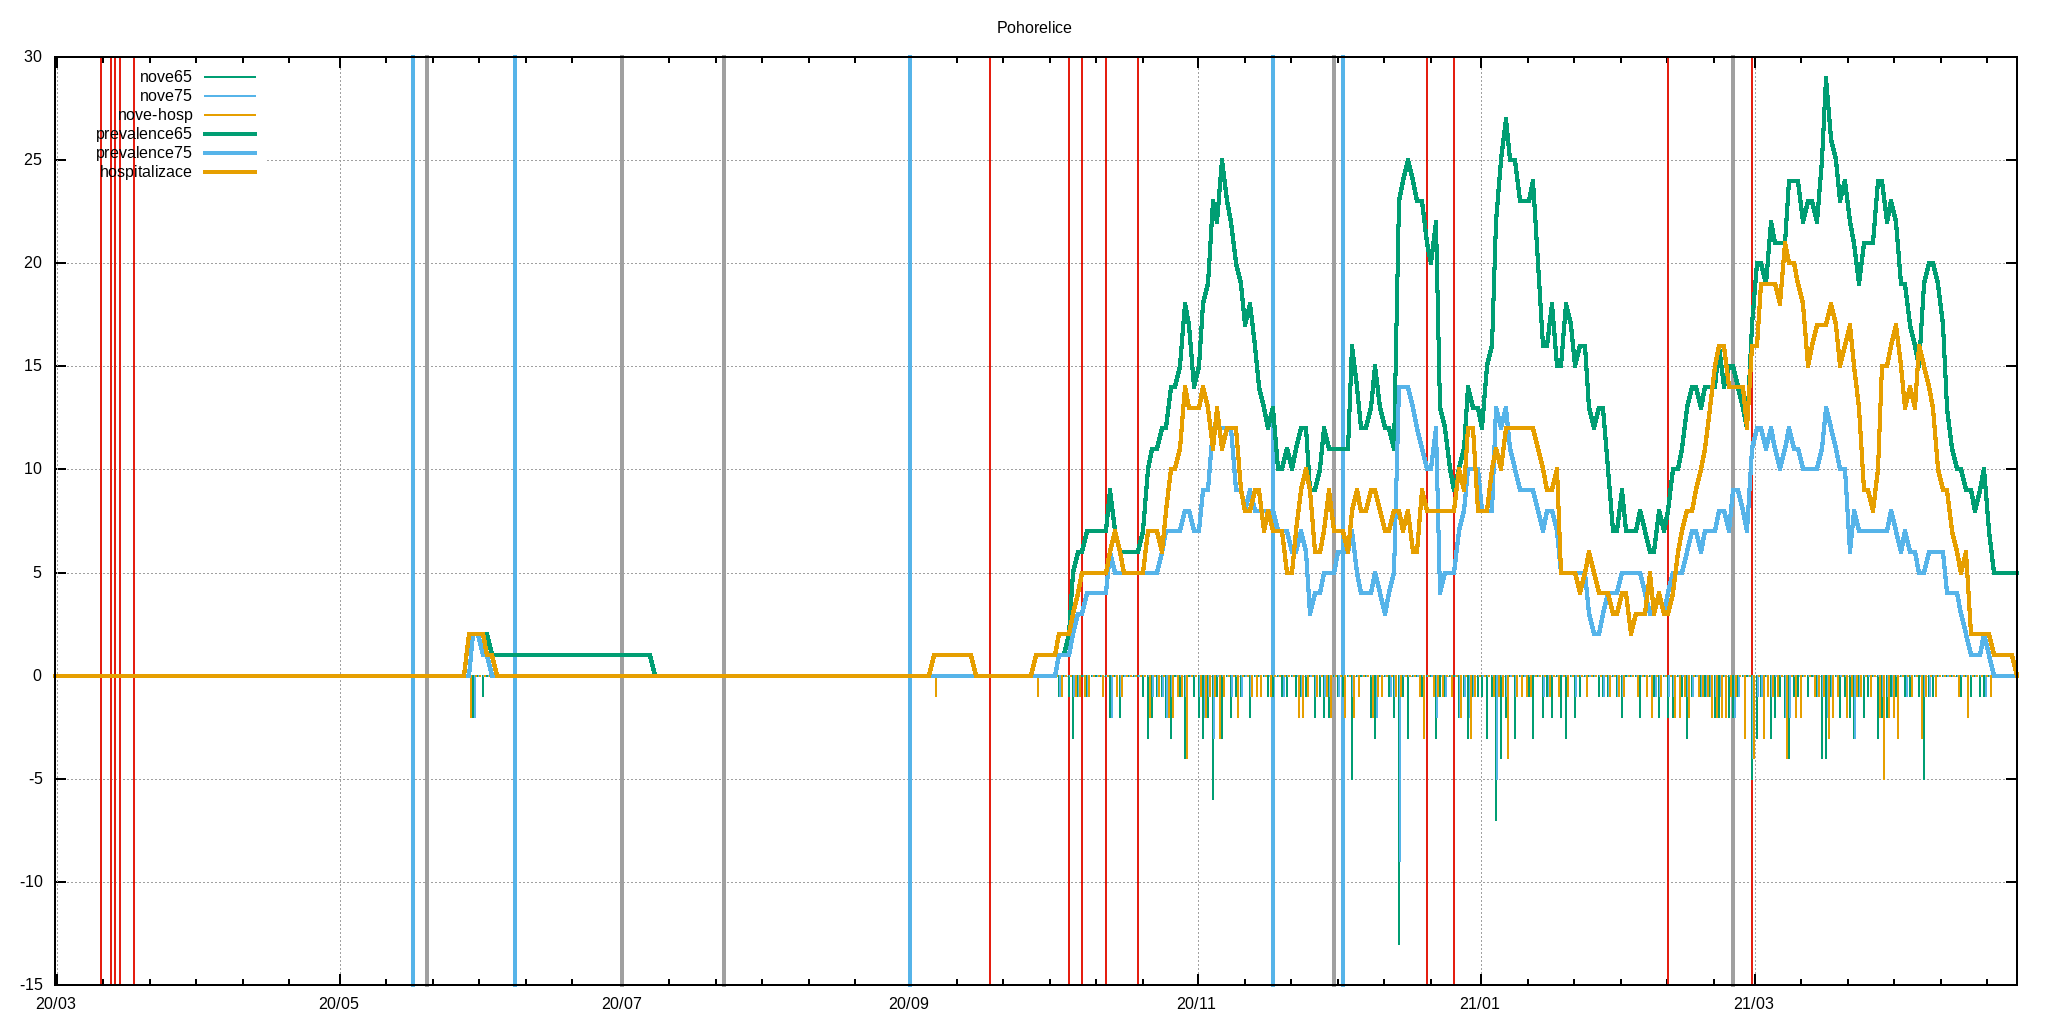 Pohorelice
30
25
20
15
10
5
0
-5
-10
-15
nove65
nove75
nove-hosp
prevalence65
prevalence75
hospitalizace
20/03 20/05 20/07 20/09 20/11 21/01 21/03